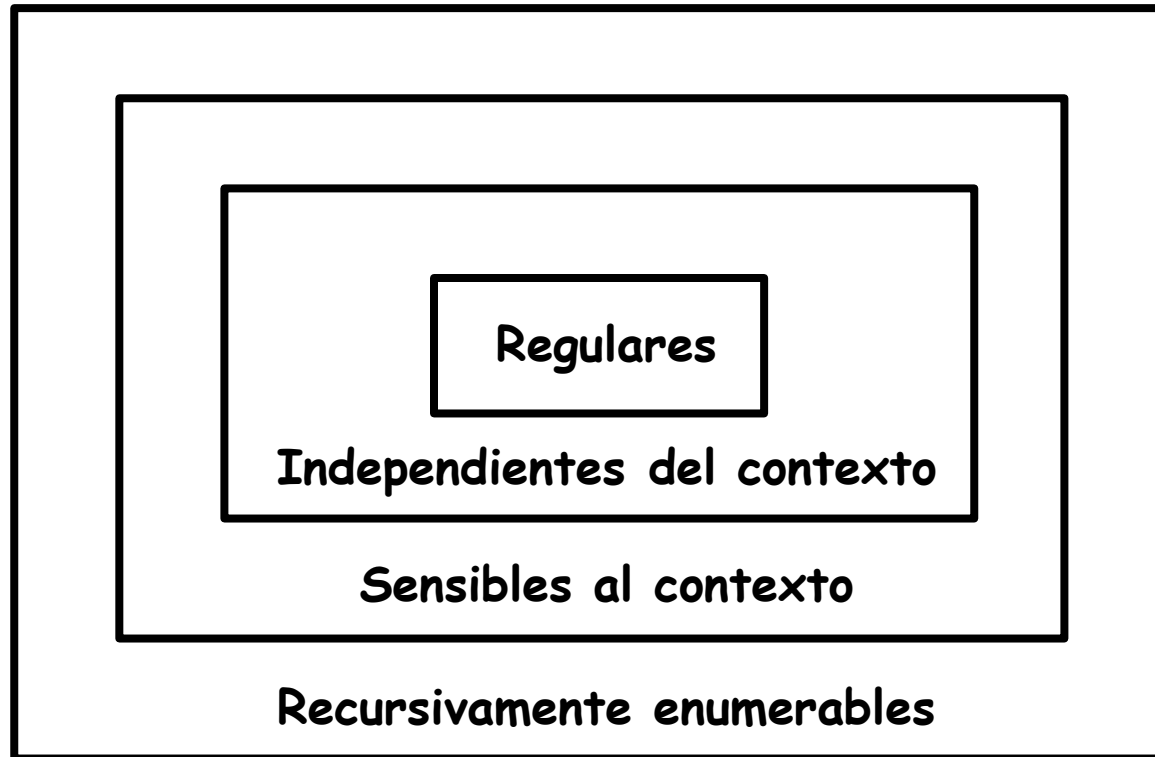 Regulares
Independientes del contexto
Sensibles al contexto
Recursivamente enumerables